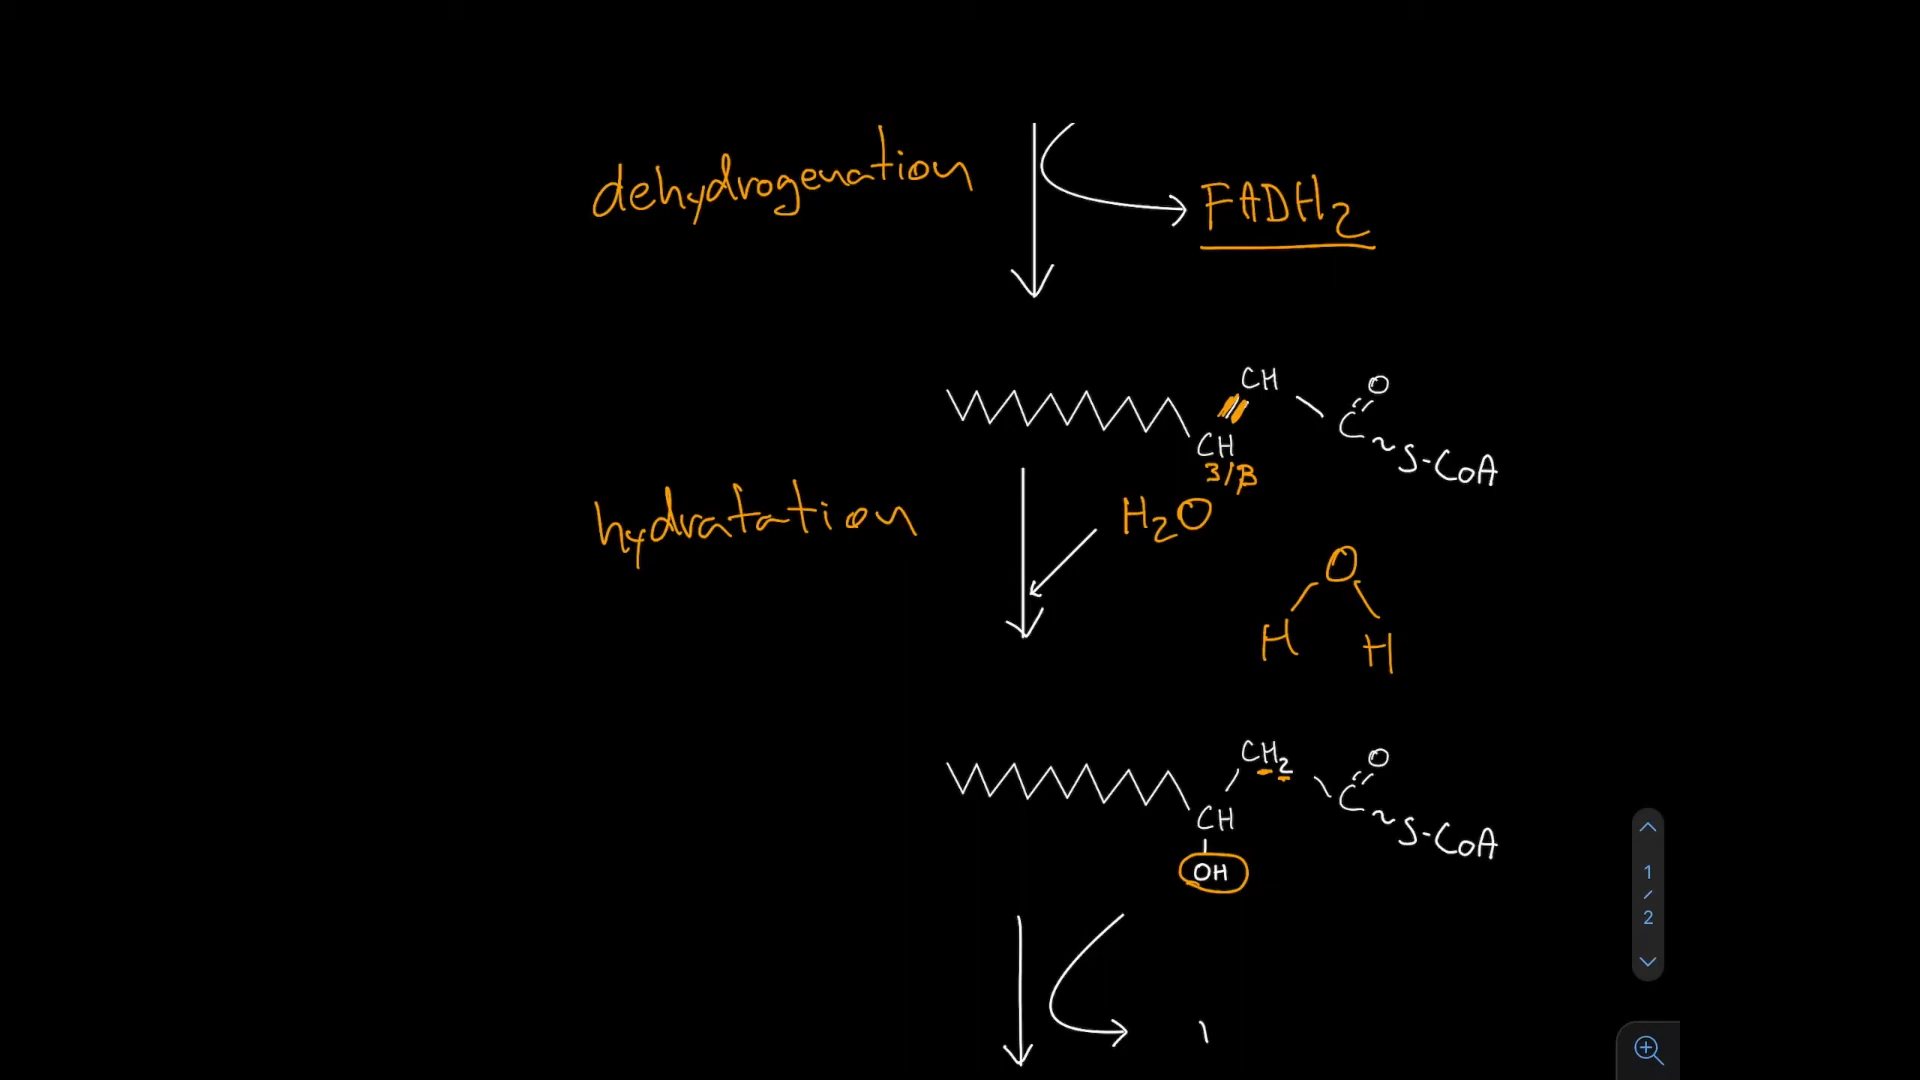 dehydrogenation
FADH2
CH
O
C
CH
~S-CoA
3/β
hydratation
H2O
O
H H
CH2
O
C
CH
~S-CoA
OH
1
/
2